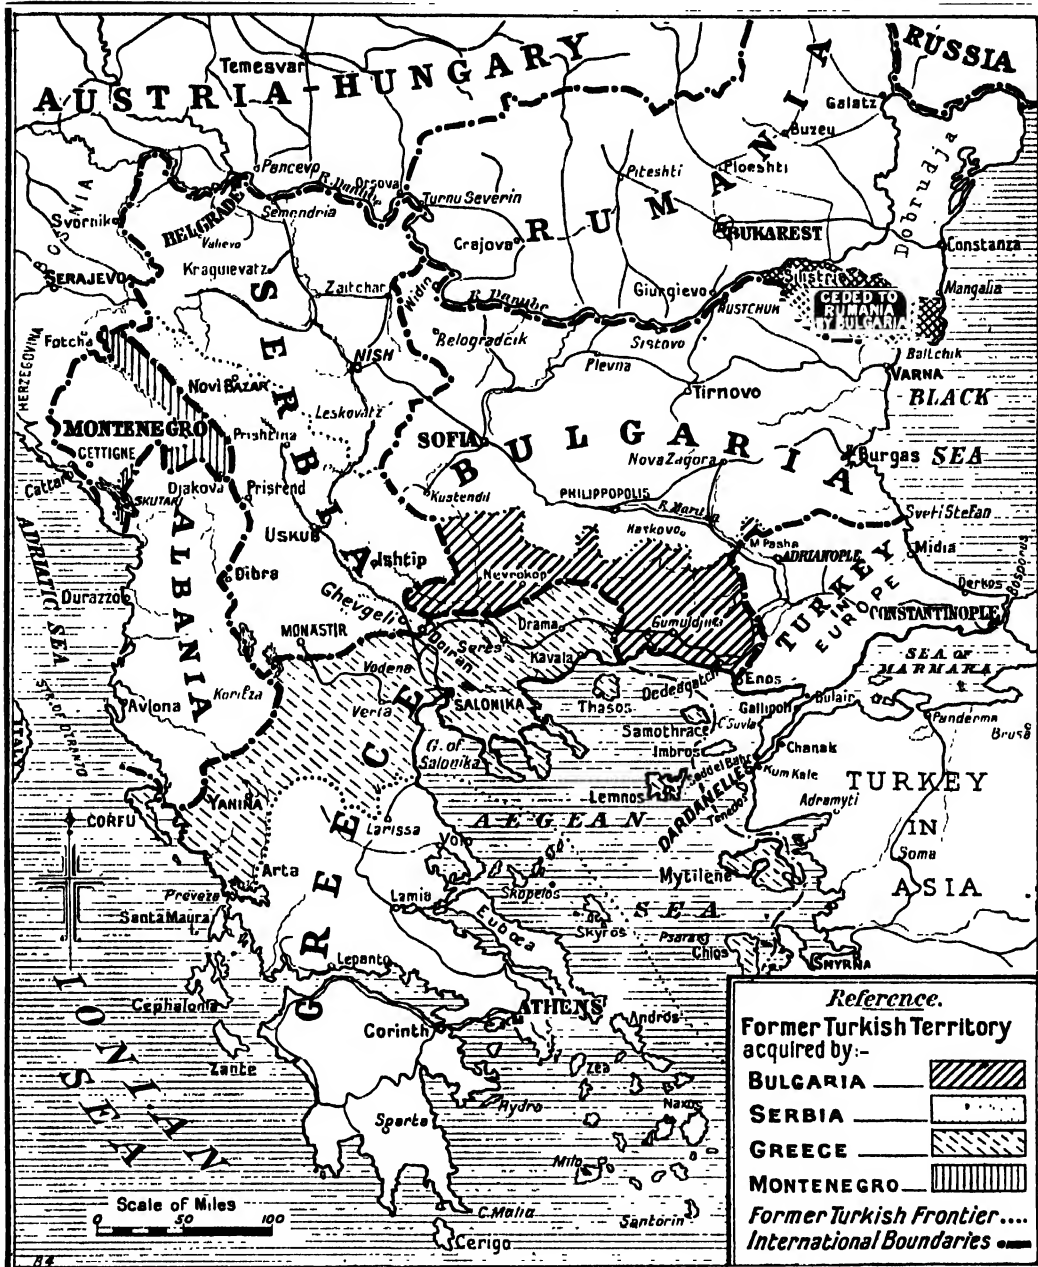 AUSTRIA-HUNGARY
Temesvar
RUSSIA
RUMANIA
Galatz
Buzeu
Dobrudja
Pancevo
R. Danube
Orsova
Turnu Severin
Piteshti
Ploeshti
BOSNIA
Svornik
BELGRADE
Semendria
Valievo
Crajova
BUKAREST
Constanza
SERAJEVO
Kraguievatz
Zaitchar
Widin
R. Danube
Giurgievo
RUSTCHUK
Silistria
Mangalia
CEDED TO
RUMANIA
BY BULGARIA
HERZEGOVINA
Fotcha
SERBIA
NISH
Belogradčik
Sistovo
Plevna
Baltchik
VARNA
Novi BAZAR
Tirnovo
BLACK
SEA
Leskovatz
MONTENEGRO
Prishtina
CETTIGNE
SOFIA
BULGARIA
Nova Zagora
Burgas
Cattaro
SKUTARI
Djakova
Prisrend
Kustendil
PHILIPPOPOLIS
R. Maritza
Sveti Stefan
ADRIATIC SEA
ALBANIA
USKUB
Ishtip
Haskovo
M. Pasha
ADRIANOPLE
Midia
Dibra
Nevrokop
Derkos
Bosporus
Durazzo
Ghevgeli
Doiran
MONASTIR
Seres
Drama
Gumuldjina
TURKEY
IN
EUROPE
CONSTANTINOPLE
SEA OF
MARMARA
Vodena
Kavala
Dedeagatch
Enos
Koritza
Veria
SALONIKA
Thasos
Gallipoli
Bulair
Avlona
STR. OF OTRANTO
ITALY
G. of
Salonika
Samothrace
C. Suvla
Imbros
Chanak
Panderma
Brusa
Sedd el Bahr
Kum Kale
Lemnos
DARDANELLES
Tenedos
TURKEY
IN
ASIA
Adramyti
YANINA
CORFU
GREECE
Larissa
AEGEAN
SEA
Volo
Soma
Arta
Preveza
Mytilene
Skopelos
Santa Maura
Lamia
Euboea
Skyros
Psara
Chios
SMYRNA
Lepanto
Cephalonia
IONIAN
SEA
ATHENS
Corinth
Andros
Zante
Zea
Hydra
Naxos
Sparta
Milo
C. Malia
Santorin
Cerigo
Scale of Miles
0 50 100
84
Reference.
Former Turkish Territory
acquired by:-
BULGARIA
SERBIA
GREECE
MONTENEGRO
Former Turkish Frontier....
International Boundaries